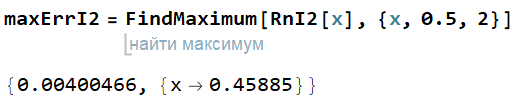 maxErrI2 = FindMaximum[RnI2[x], {x, 0.5, 2}]
найти максимум
{0.00400466, {x → 0.45885}}